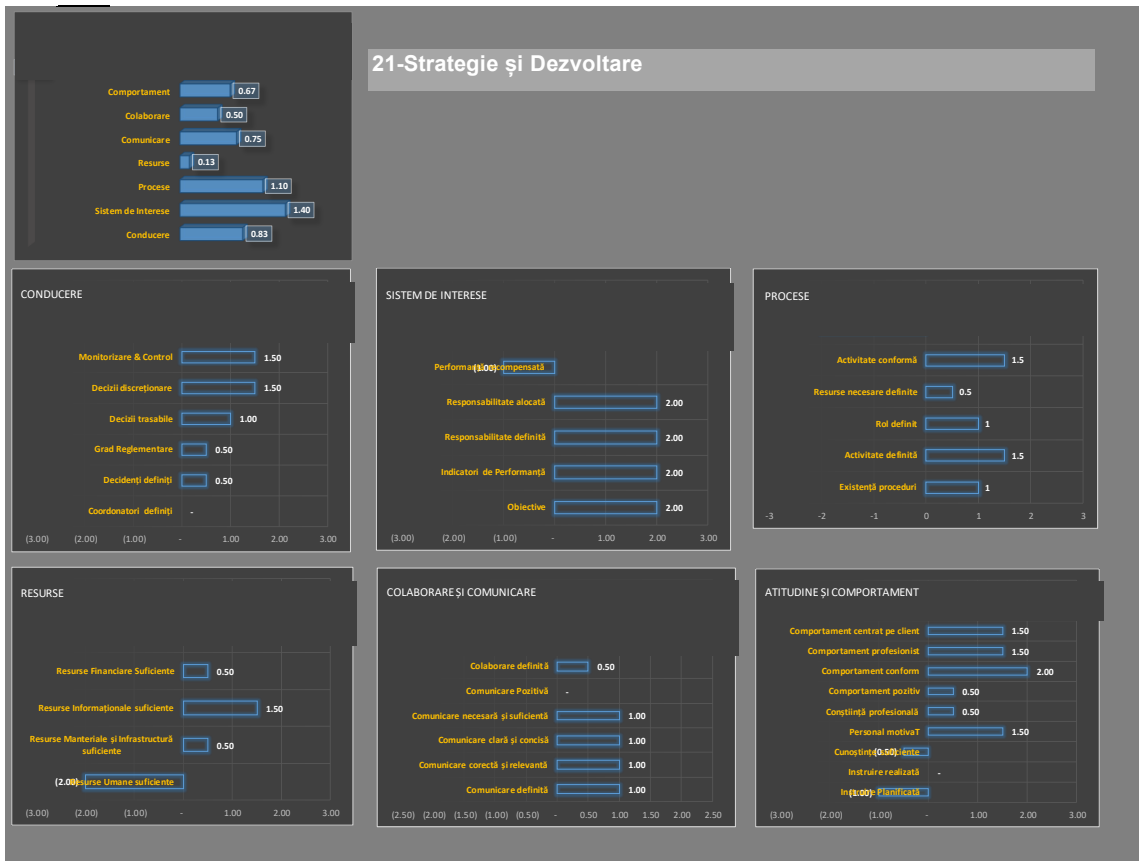 21-Strategie și Dezvoltare
Comportament 0.67
Colaborare 0.50
Comunicare 0.75
Resurse 0.13
Procese 1.10
Sistem de Interese 1.40
Conducere 0.83
CONDUCERE
Monitorizare & Control 1.50
Decizii discreționare 1.50
Decizii trasabile 1.00
Grad Reglementare 0.50
Decidenți definiți 0.50
Coordonatori definiți -
(3.00) (2.00) (1.00) - 1.00 2.00 3.00
SISTEM DE INTERESE
(1.00)
Responsabilitate alocată 2.00
Responsabilitate definită 2.00
Indicatori de Performanță 2.00
Obiective 2.00
(3.00) (2.00) (1.00) - 1.00 2.00 3.00
PROCESE
Activitate conformă 1.5
Resurse necesare definite 0.5
Rol definit 1
Activitate definită 1.5
Existență proceduri 1
-3 -2 -1 0 1 2 3
RESURSE
Resurse Financiare Suficiente 0.50
Resurse Informaționale suficiente 1.50
Resurse Manteriale și Infrastructură
suficiente 0.50
(2.00) Resurse Umane suficiente
(3.00) (2.00) (1.00) - 1.00 2.00 3.00
COLABORARE ȘI COMUNICARE
Colaborare definită 0.50
Comunicare Pozitivă -
Comunicare necesară și suficientă 1.00
Comunicare clară și concisă 1.00
Comunicare corectă și relevantă 1.00
Comunicare definită 1.00
(2.50) (2.00) (1.50) (1.00) (0.50) - 0.50 1.00 1.50 2.00 2.50
ATITUDINE ȘI COMPORTAMENT
Comportament centrat pe client 1.50
Comportament profesionist 1.50
Comportament conform 2.00
Comportament pozitiv 0.50
Conștiință profesională 0.50
Personal motivaT 1.50
(0.50)
Instruire realizată -
(1.00) Planificată
(3.00) (2.00) (1.00) - 1.00 2.00 3.00